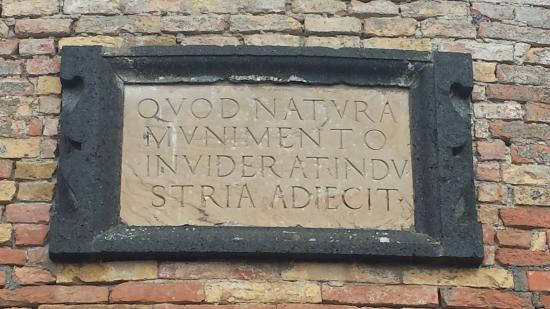 QVOD NATVRA
MVNIMENTO
INVIDERAT INDV
STRIA ADIECIT